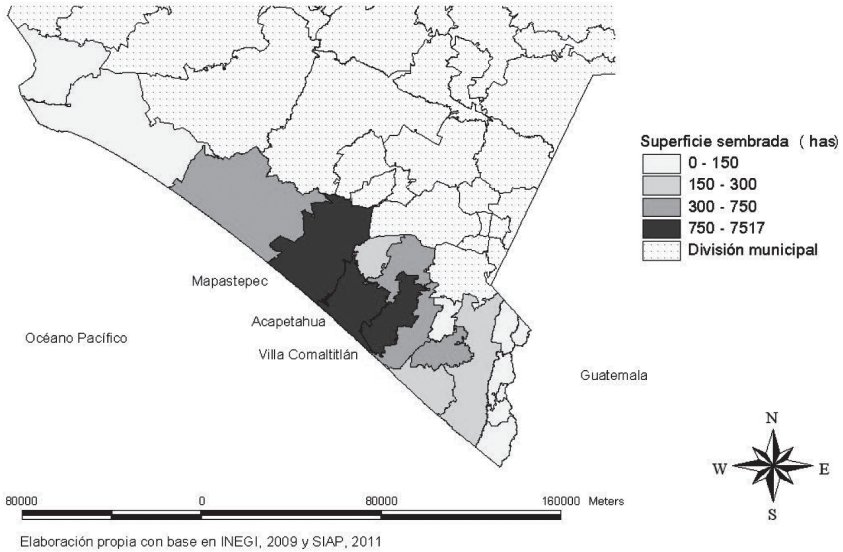 Superficie sembrada ( has)
0 - 150
150 - 300
300 - 750
750 - 7517
División municipal
Mapastepec
Acapetahua
Océano Pacífico
Villa Comaltitlán
Guatemala
N
W E
S
80000 0 80000 160000 Meters
Elaboración propia con base en INEGI, 2009 y SIAP, 2011